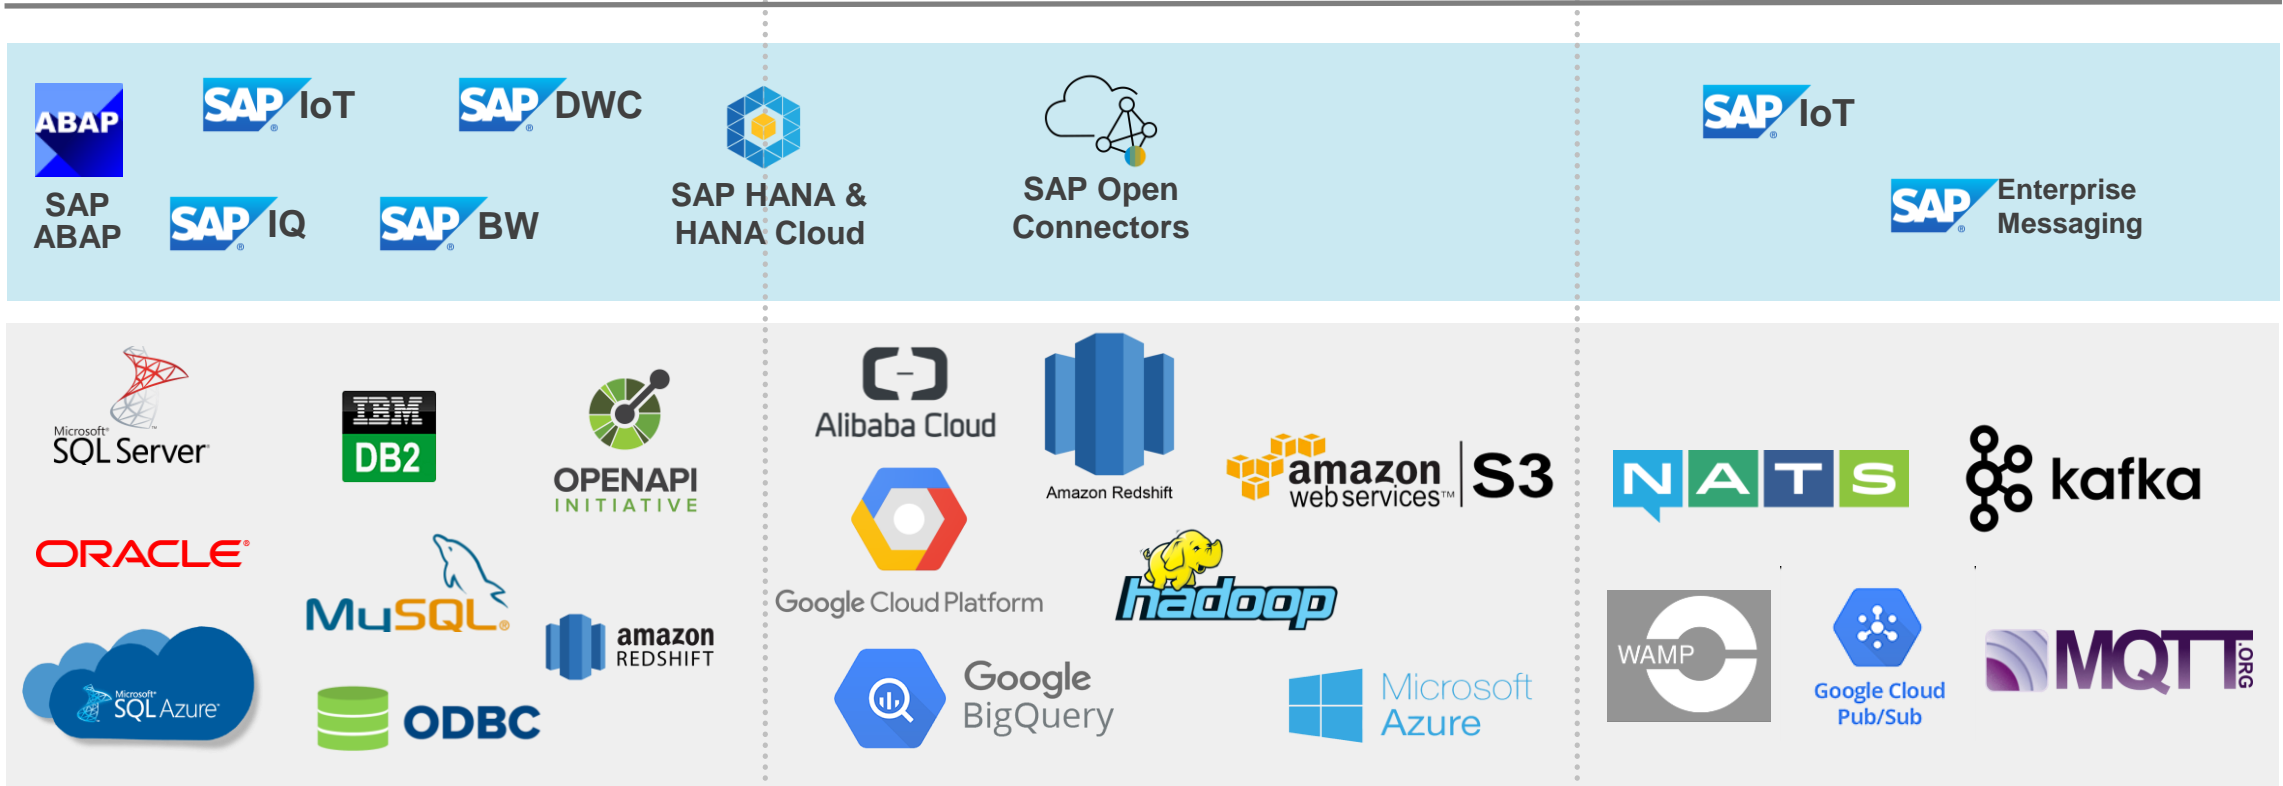 ABAP
SAP
ABAP
SAP® IoT
SAP® DWC
SAP® IQ
SAP® BW
SAP HANA &
HANA Cloud
SAP Open
Connectors
SAP® IoT
SAP® Enterprise
Messaging
Microsoft®
SQL Server®
IBM
DB2
OPENAPI
INITIATIVE
ORACLE®
MySQL®
amazon
REDSHIFT
Microsoft®
SQL Azure™
ODBC
Alibaba Cloud
Amazon Redshift
amazon
web services™ | S3
Google Cloud Platform
hadoop
Google
BigQuery
Microsoft
Azure
NATS
kafka
WAMP
Google Cloud
Pub/Sub
MQTT.ORG